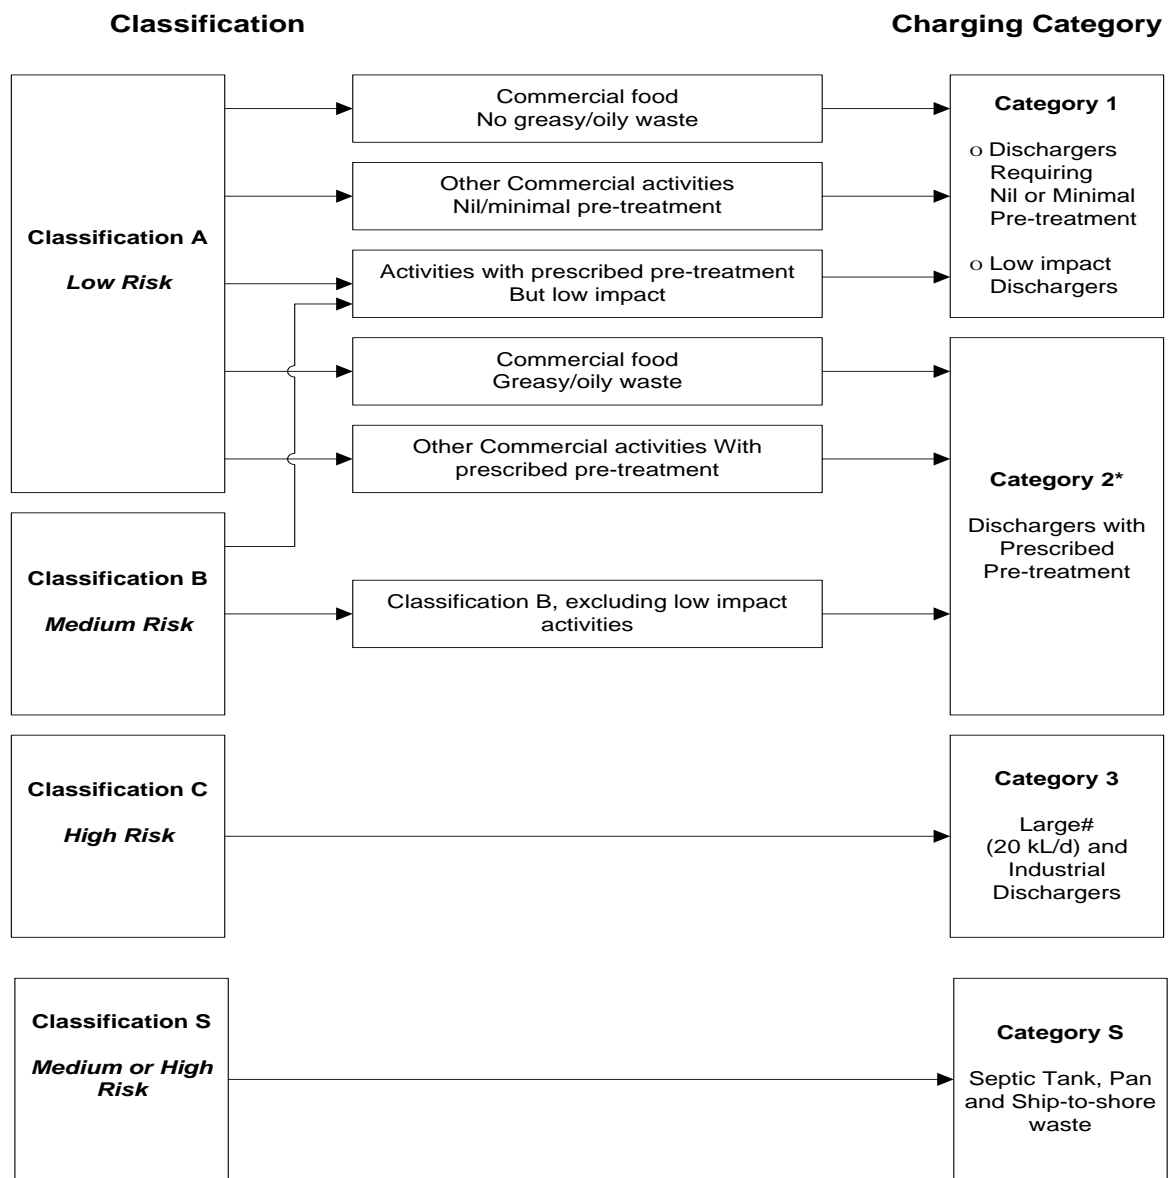 Classification
Charging Category
Classification A
Low Risk
Commercial food
No greasy/oily waste
Other Commercial activities
Nil/minimal pre-treatment
Activities with prescribed pre-treatment
But low impact
Commercial food
Greasy/oily waste
Other Commercial activities With
prescribed pre-treatment
Category 1
o Dischargers
Requiring
Nil or Minimal
Pre-treatment
o Low impact
Dischargers
Classification B
Medium Risk
Classification B, excluding low impact
activities
Category 2*
Dischargers with
Prescribed
Pre-treatment
Classification C
High Risk
Category 3
Large#
(20 kL/d) and
Industrial
Dischargers
Classification S
Medium or High
Risk
Category S
Septic Tank, Pan
and Ship-to-shore
waste